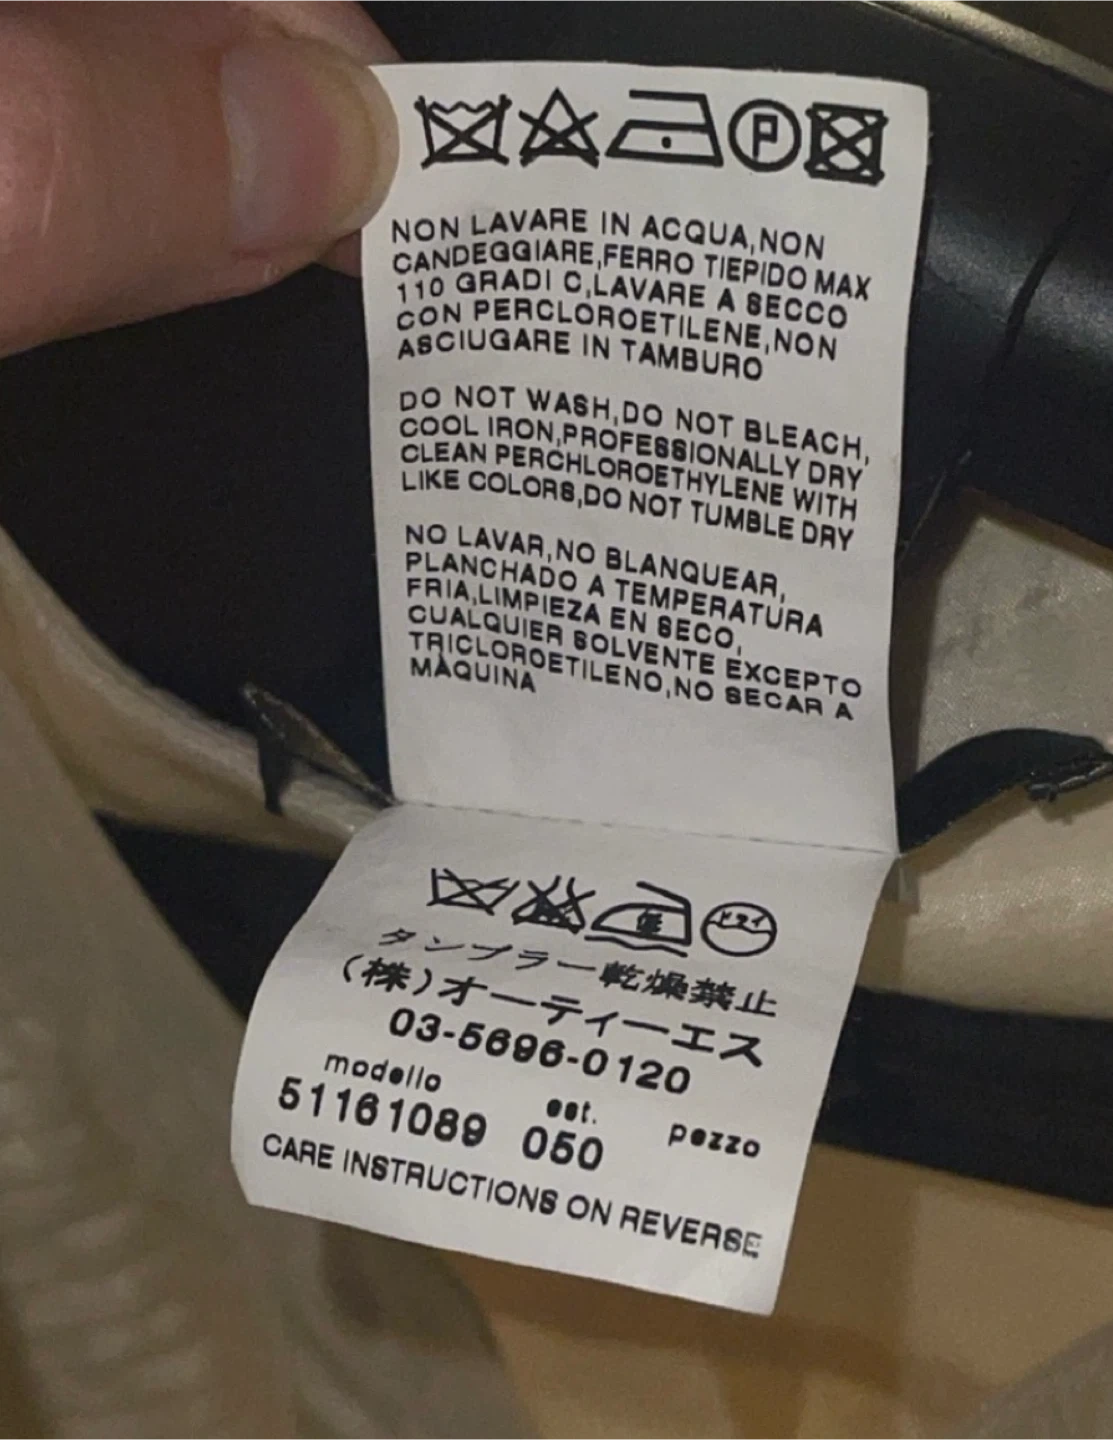 P
NON LAVARE IN ACQUA,NON
CANDEGGIARE,FERRO TIEPIDO MAX
110 GRADI C,LAVARE A SECCO
CON PERCLOROETILENE,NON
ASCIUGARE IN TAMBURO
DO NOT WASH,DO NOT BLEACH,
COOL IRON,PROFESSIONALLY DRY
CLEAN PERCHLOROETHYLENE WITH
LIKE COLORS,DO NOT TUMBLE DRY
NO LAVAR,NO BLANQUEAR,
PLANCHADO A TEMPERATURA
FRIA,LIMPIEZA EN SECO,
CUALQUIER SOLVENTE EXCEPTO
TRICLOROETILENO,NO SECAR A
MAQUINA
低 ドライ
タンブラー乾燥禁止
(株)オーティーエス
03-5696-0120
modello est. pezzo
51161089 050
CARE INSTRUCTIONS ON REVERSE